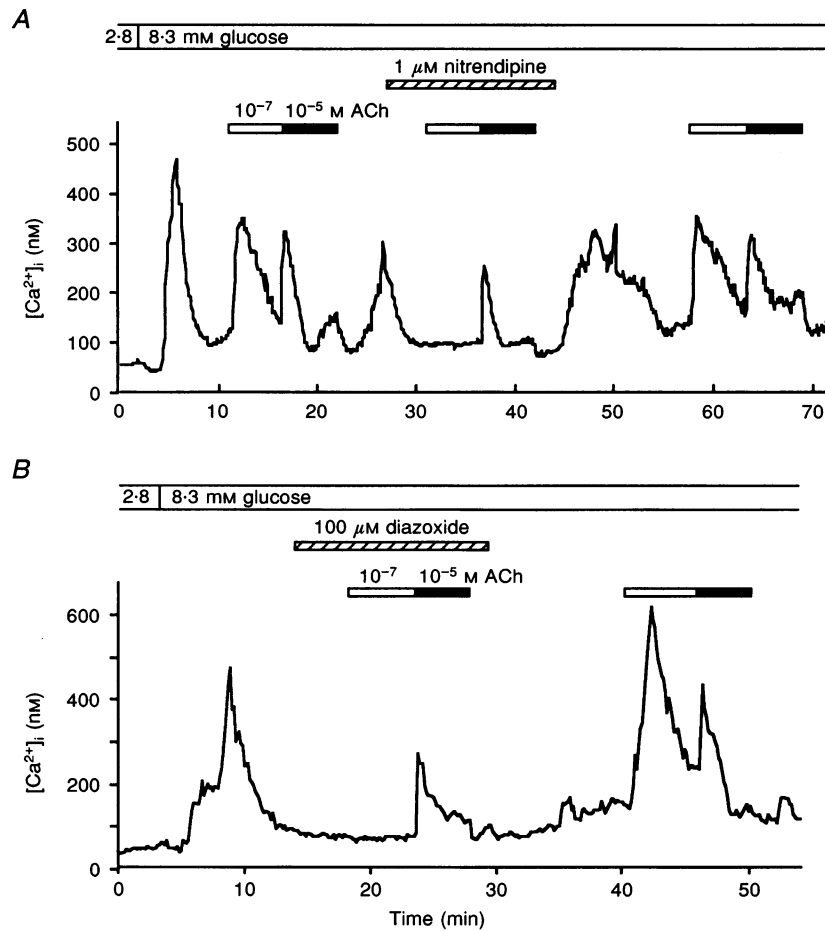 A
2·8 8·3 mM glucose
1 μM nitrendipine
10⁻⁷ 10⁻⁵ M ACh
500
400
300
200
100
0
[Ca²⁺]ᵢ (nM)
0 10 20 30 40 50 60 70
B
2·8 8·3 mM glucose
100 μM diazoxide
10⁻⁷ 10⁻⁵ M ACh
600
400
200
0
[Ca²⁺]ᵢ (nM)
0 10 20 30 40 50
Time (min)